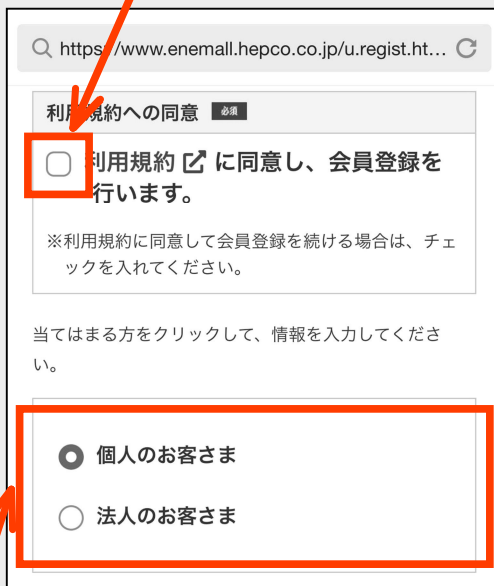 https://www.enemall.hepco.co.jp/u.regist.ht...
利用規約への同意 必須
利用規約 に同意し、会員登録を
行います。
※利用規約に同意して会員登録を続ける場合は、チェ
ックを入れてください。
当てはまる方をクリックして、情報を入力してくださ
い。
個人のお客さま
法人のお客さま